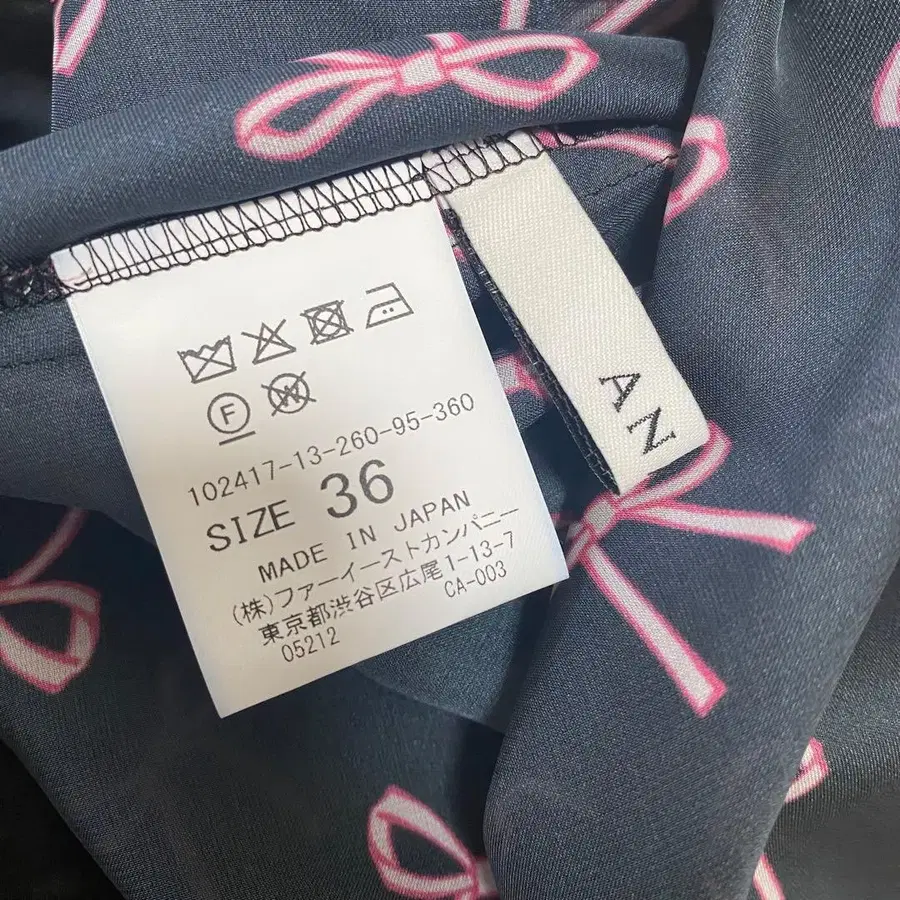 F
W
102417-13-260-95-360
SIZE 36
MADE IN JAPAN
(株)ファーイーストカンパニー
東京都渋谷区広尾1-13-7
05212 CA-003
AN